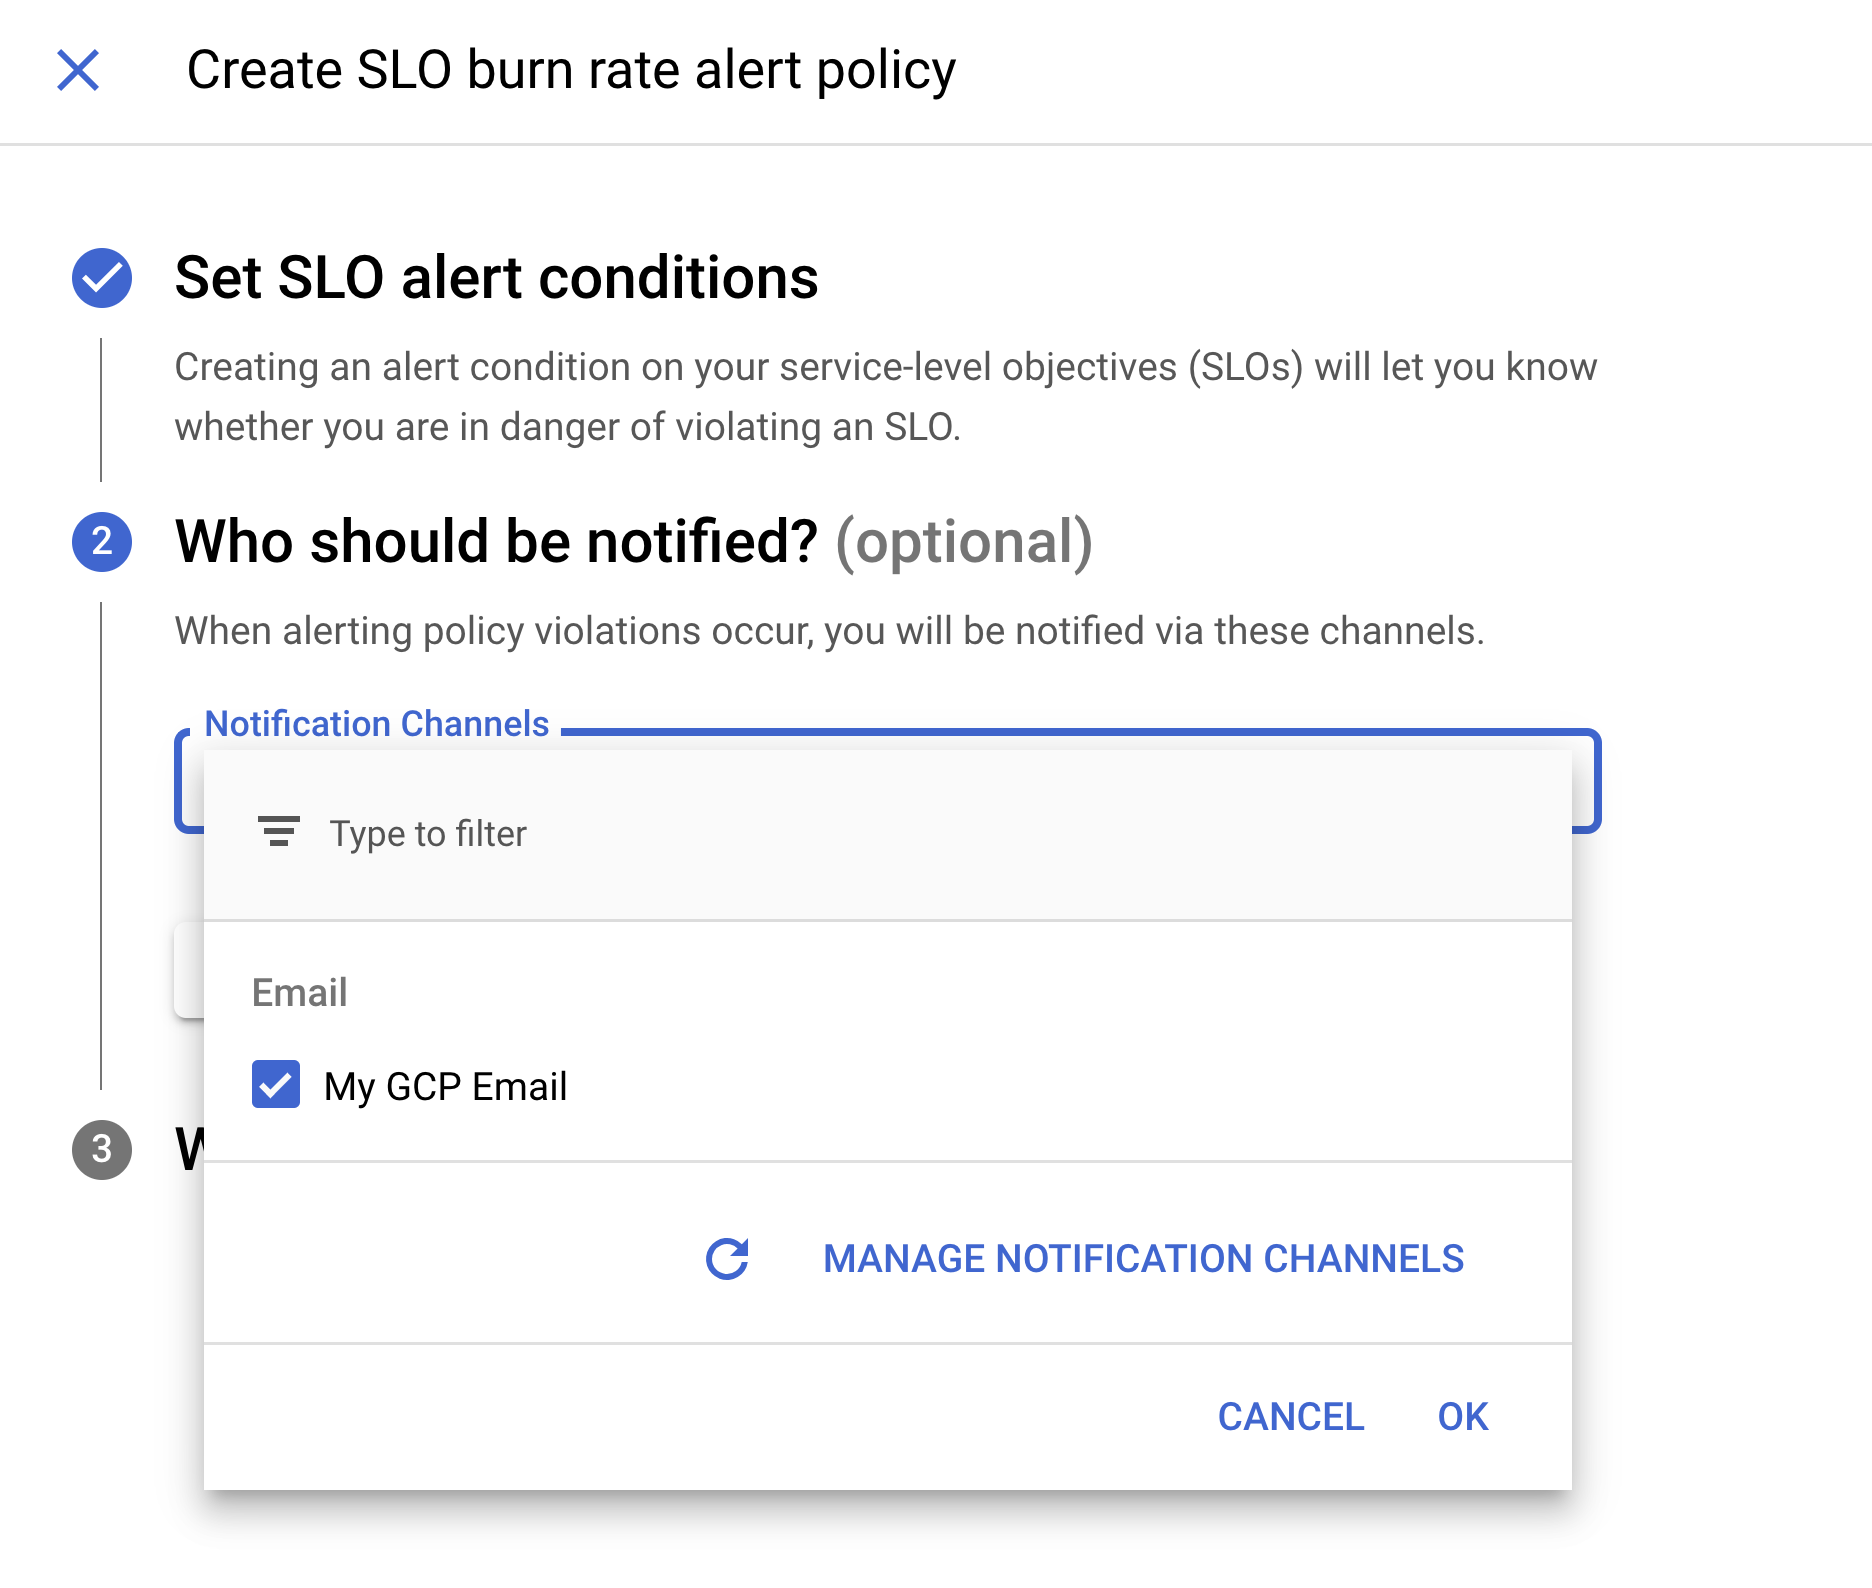 Create SLO burn rate alert policy
Set SLO alert conditions
Creating an alert condition on your service-level objectives (SLOs) will let you know
whether you are in danger of violating an SLO.
2 Who should be notified? (optional)
When alerting policy violations occur, you will be notified via these channels.
Notification Channels
Type to filter
Email
My GCP Email
3
MANAGE NOTIFICATION CHANNELS
CANCEL OK